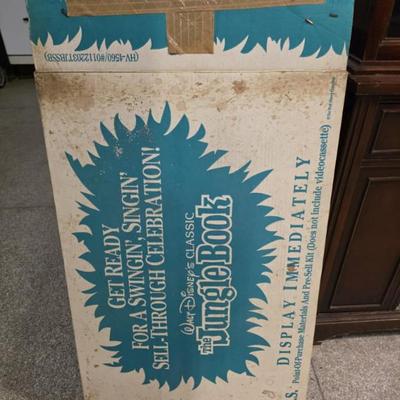 (HV-1560/#0112203TJBSSB)
GET READY
FOR A SWINGIN', SINGIN'
SELL-THROUGH CELEBRATION!
WALT DISNEY'S CLASSIC
THE Jungle Book
DISPLAY IMMEDIATELY
Point-Of-Purchase Materials And Pre-Sell Kit (Does not include videocassette)
.S.